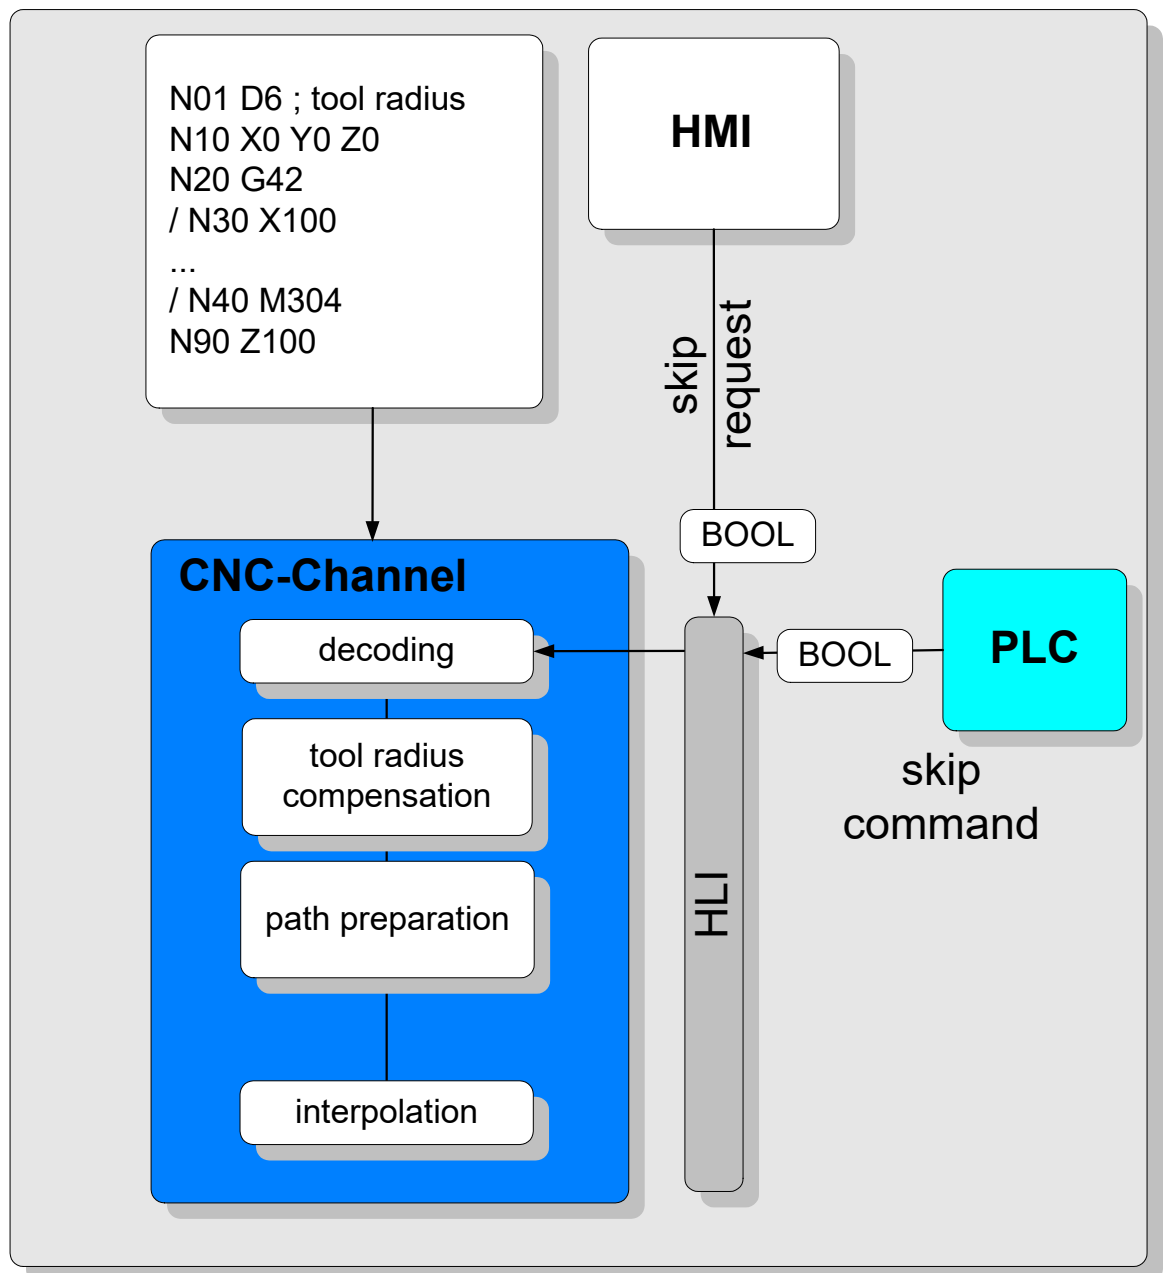 N01 D6 ; tool radius
N10 X0 Y0 Z0
N20 G42
/ N30 X100
...
/ N40 M304
N90 Z100
HMI
skip
request
BOOL
CNC-Channel
decoding
tool radius
compensation
path preparation
interpolation
HLI
BOOL
PLC
skip
command